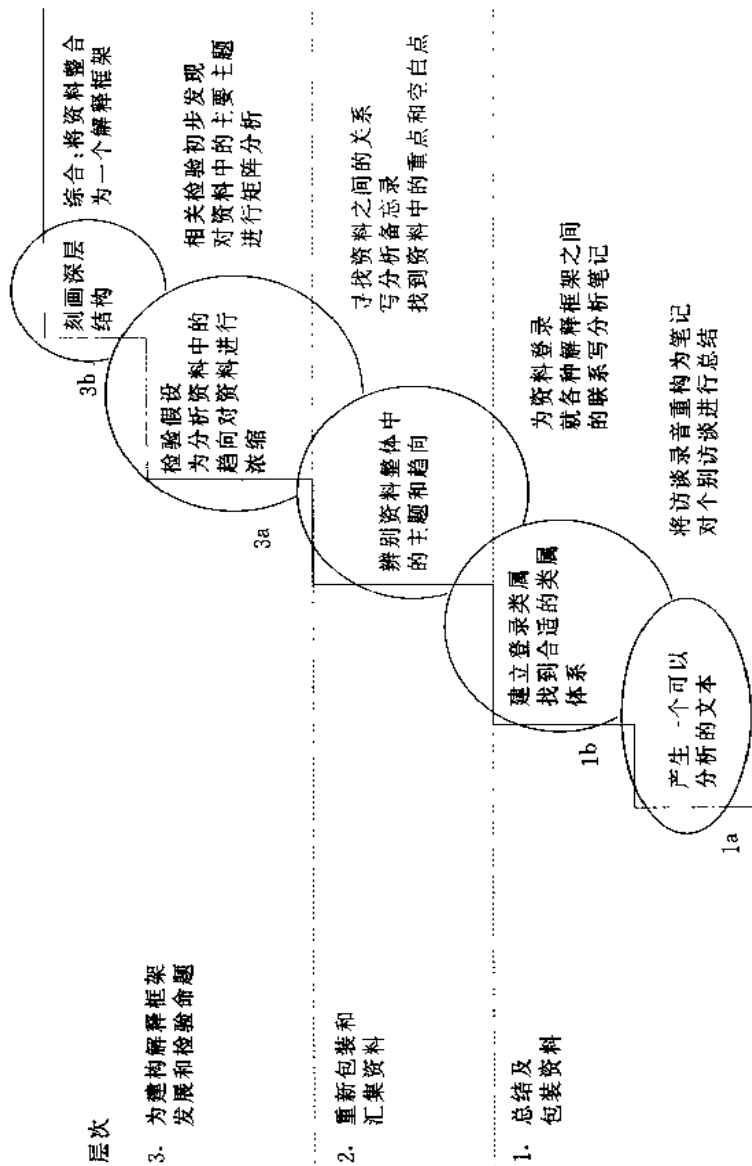 层次
3. 为建构解释框架
发展和检验命题
2. 重新包装和
汇集资料
1. 总结及
包装资料
3b
刻画深层
结构
综合:将资料整合
为一个解释框架
3a
检验假设
为分析资料中的
趋向对资料进行
浓缩
相关检验初步发现
对资料中的主要主题
进行矩阵分析
辨别资料整体中
的主题和趋向
寻找资料之间的关系
写分析备忘录
找到资料中的重点和空白点
1b
建立登录类属
找到合适的类属
体系
为资料登录
就各种解释框架之间
的联系写分析笔记
1a
产生一个可以
分析的文本
将访谈录音重构为笔记
对个别访谈进行总结